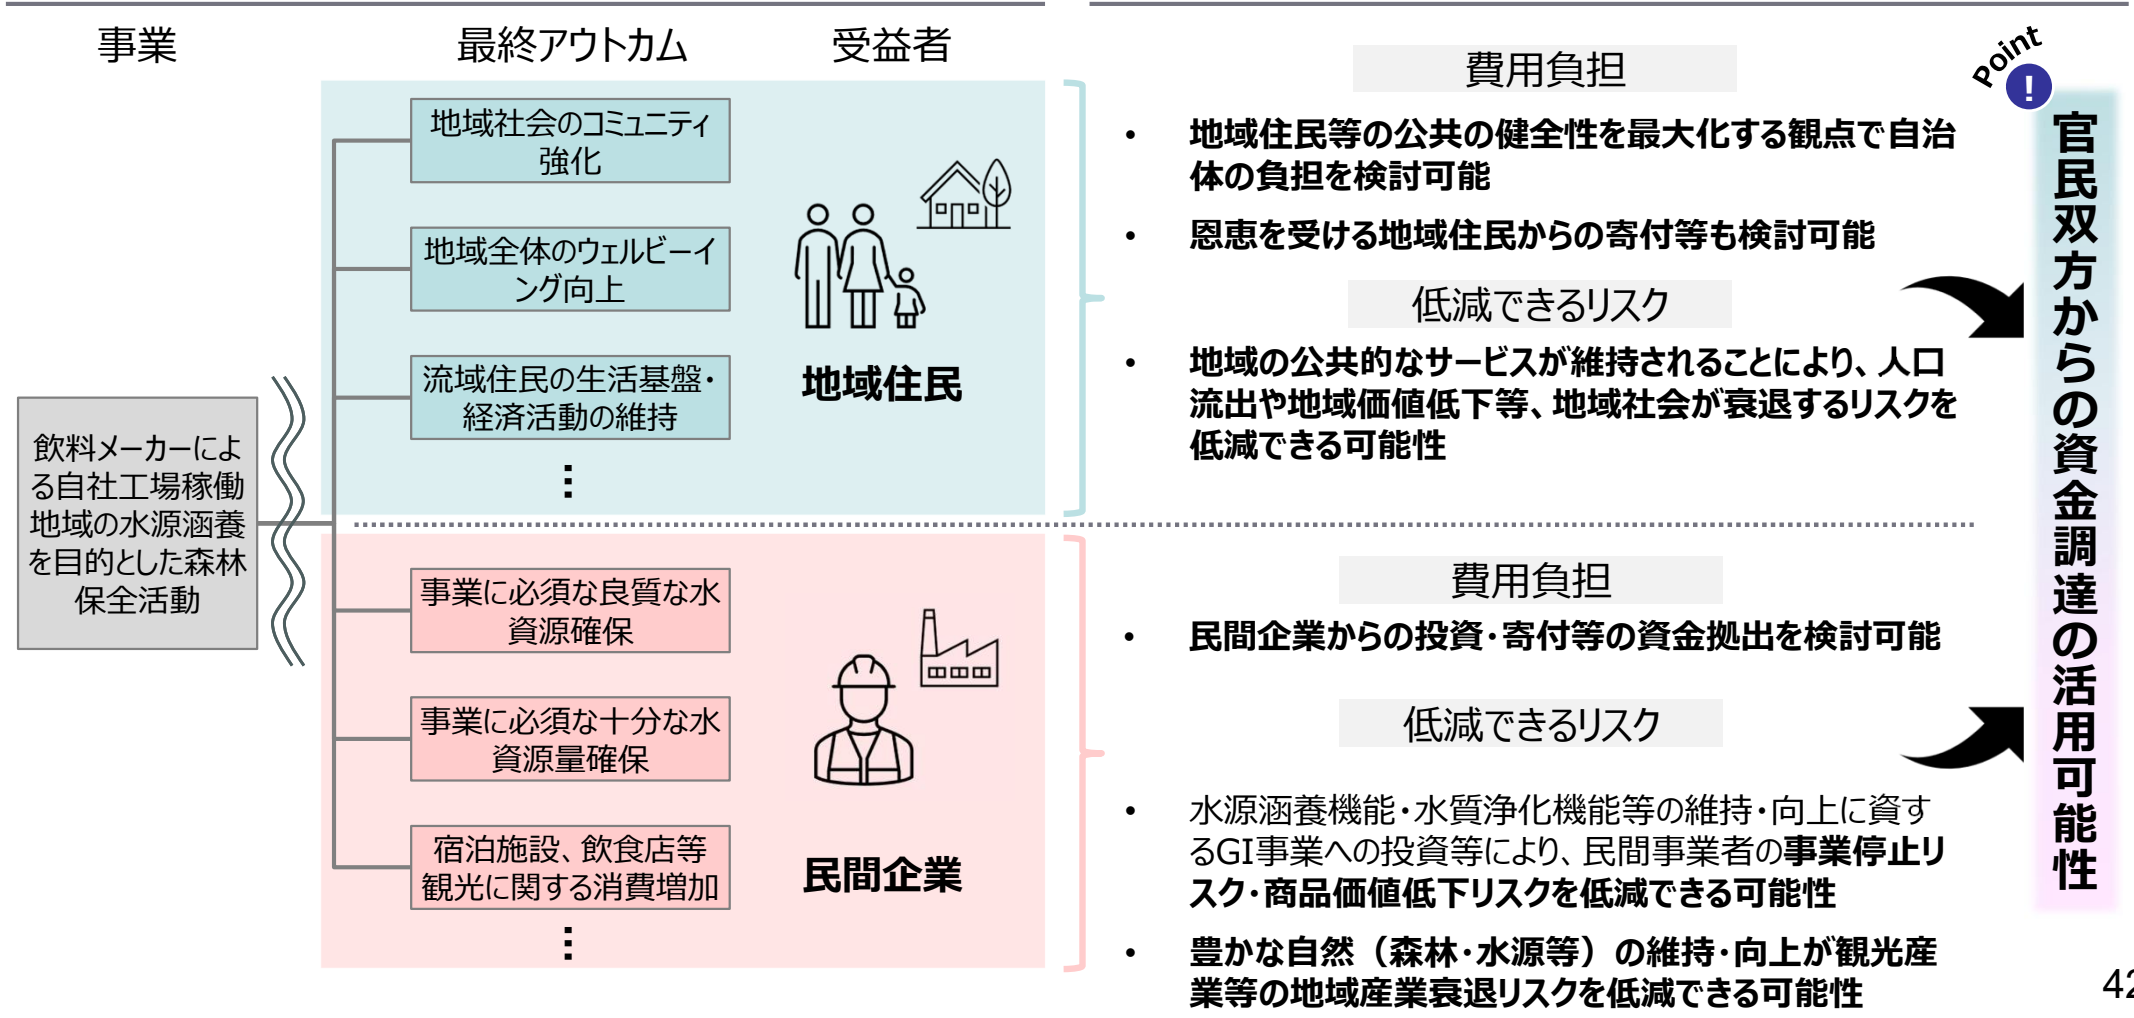 事業
最終アウトカム
受益者
飲料メーカーによ
る自社工場稼働
地域の水源涵養
を目的とした森林
保全活動
地域社会のコミュニティ
強化
地域全体のウェルビーイ
ング向上
流域住民の生活基盤・
経済活動の維持
⋮
地域住民
事業に必須な良質な水
資源確保
事業に必須な十分な水
資源量確保
宿泊施設、飲食店等
観光に関する消費増加
⋮
民間企業
費用負担
• 地域住民等の公共の健全性を最大化する観点で自治
体の負担を検討可能
• 恩恵を受ける地域住民からの寄付等も検討可能
低減できるリスク
• 地域の公共的なサービスが維持されることにより、人口
流出や地域価値低下等、地域社会が衰退するリスクを
低減できる可能性
費用負担
• 民間企業からの投資・寄付等の資金拠出を検討可能
低減できるリスク
• 水源涵養機能・水質浄化機能等の維持・向上に資す
るGI事業への投資等により、民間事業者の事業停止リ
スク・商品価値低下リスクを低減できる可能性
• 豊かな自然（森林・水源等）の維持・向上が観光産
業等の地域産業衰退リスクを低減できる可能性
Point
!
官民双方からの資金調達の活用可能性
42